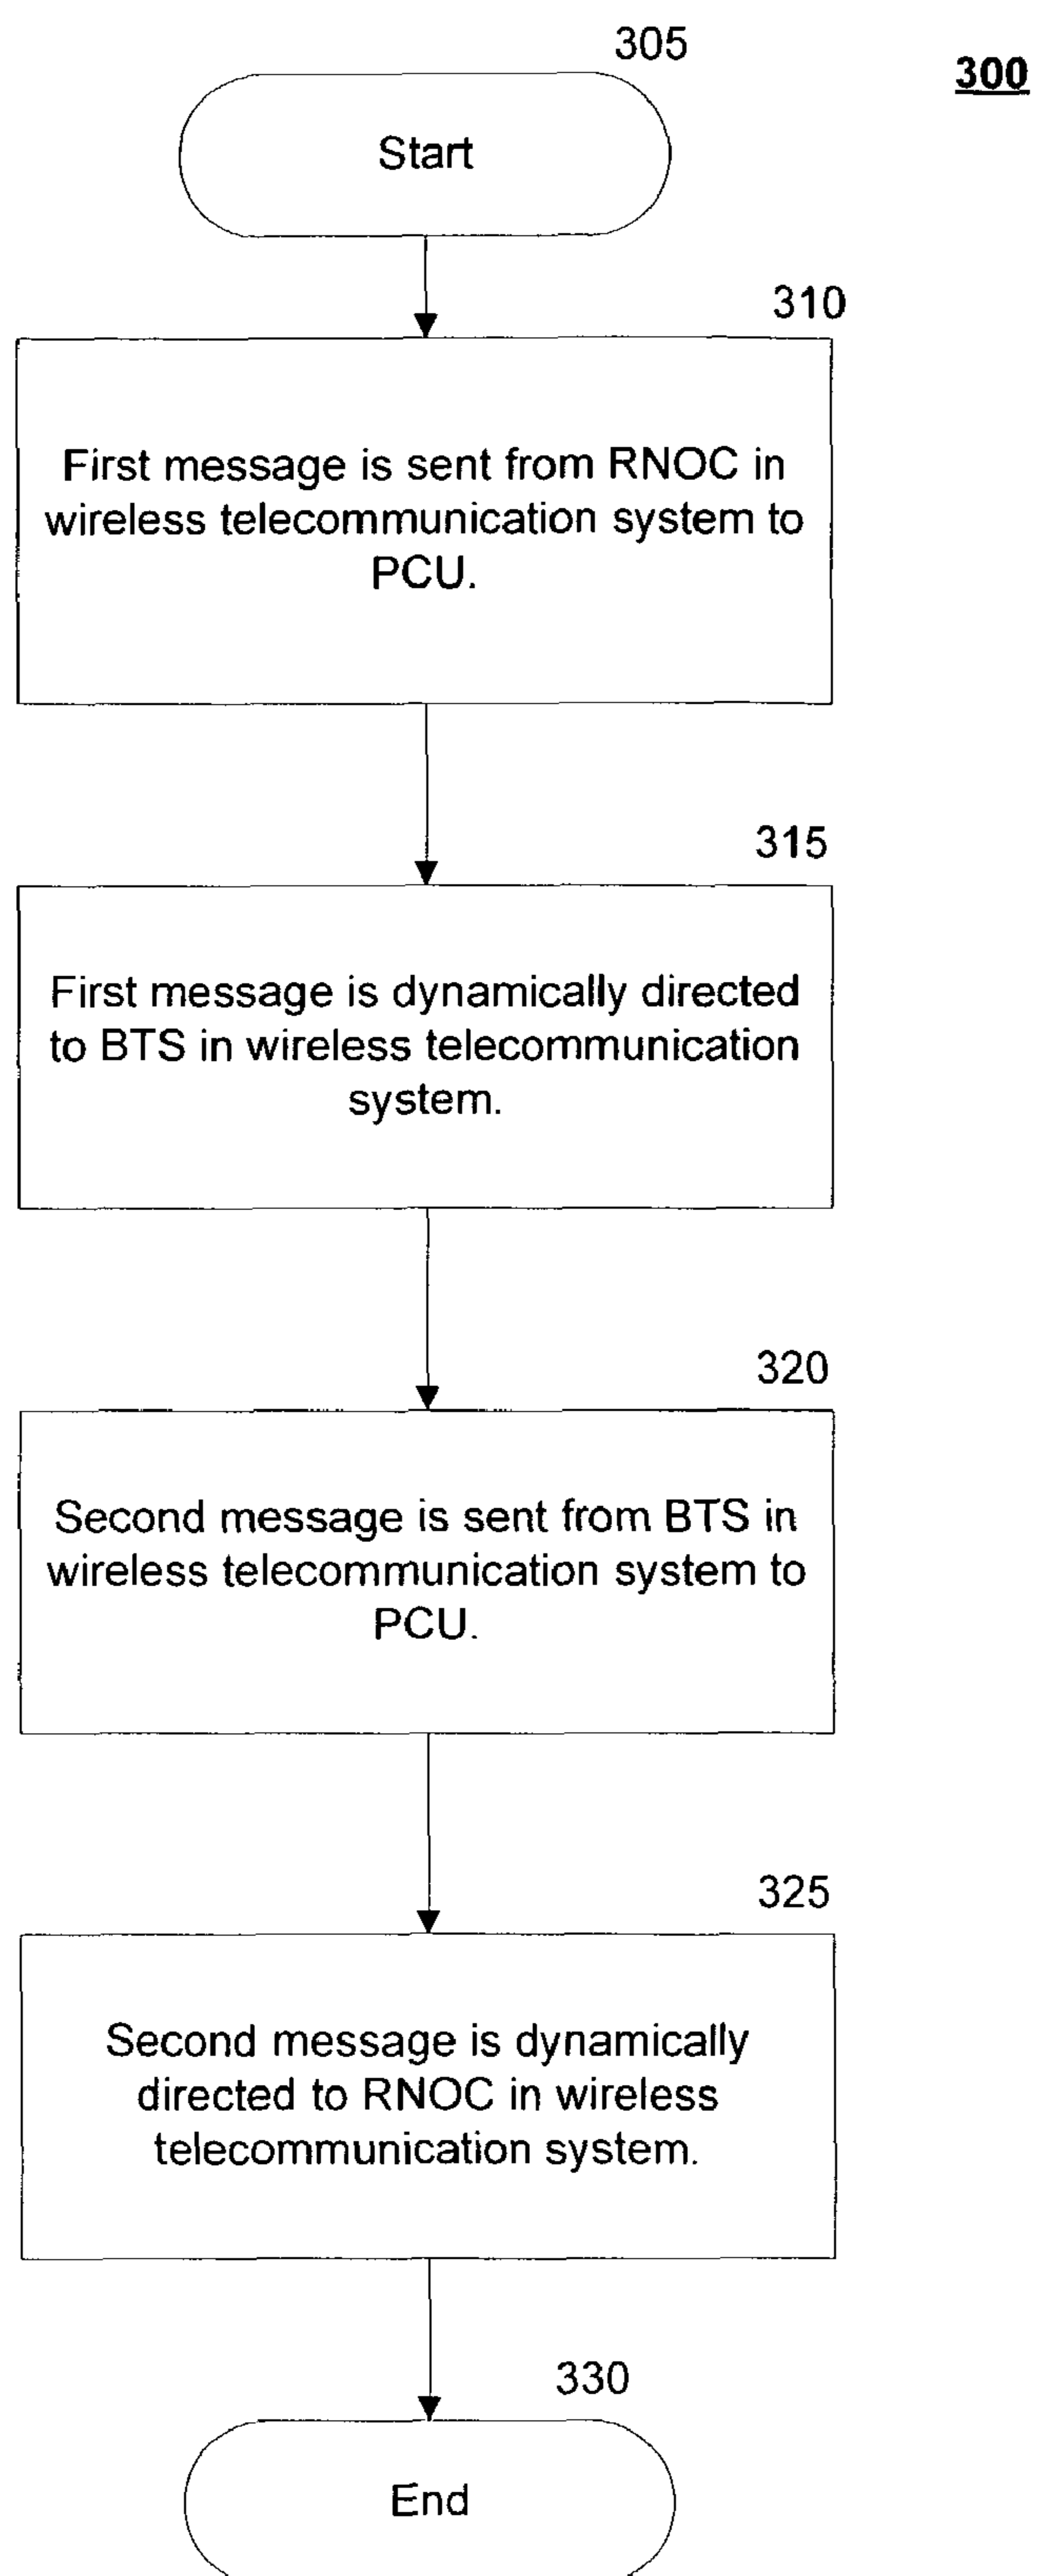 305
300
Start
310
First message is sent from RNOC in
wireless telecommunication system to
PCU.
315
First message is dynamically directed
to BTS in wireless telecommunication
system.
320
Second message is sent from BTS in
wireless telecommunication system to
PCU.
325
Second message is dynamically
directed to RNOC in wireless
telecommunication system.
330
End